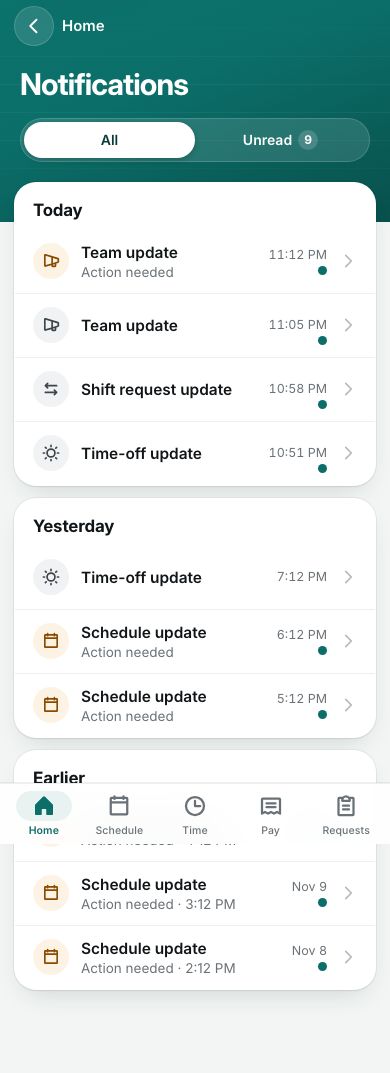 Home
Notifications
All
Unread 9
Today
Team update
11:12 PM
Action needed
Team update
11:05 PM
Shift request update
10:58 PM
Time-off update
10:51 PM
Yesterday
Time-off update
7:12 PM
Schedule update
6:12 PM
Action needed
Schedule update
5:12 PM
Action needed
Earlier
Home
Schedule
Time
Pay
Requests
Schedule update
Nov 9
Action needed · 3:12 PM
Schedule update
Nov 8
Action needed · 2:12 PM